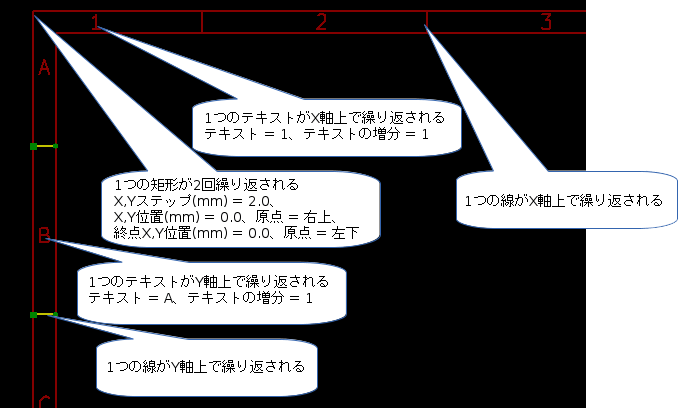 1
2
3
A
1つのテキストがX軸上で繰り返される
テキスト = 1、テキストの増分 = 1
1つの矩形が2回繰り返される
X,Yステップ(mm) = 2.0、
X,Y位置(mm) = 0.0、原点 = 右上、
終点X,Y位置(mm) = 0.0、原点 = 左下
1つの線がX軸上で繰り返される
B
1つのテキストがY軸上で繰り返される
テキスト = A、テキストの増分 = 1
1つの線がY軸上で繰り返される
C